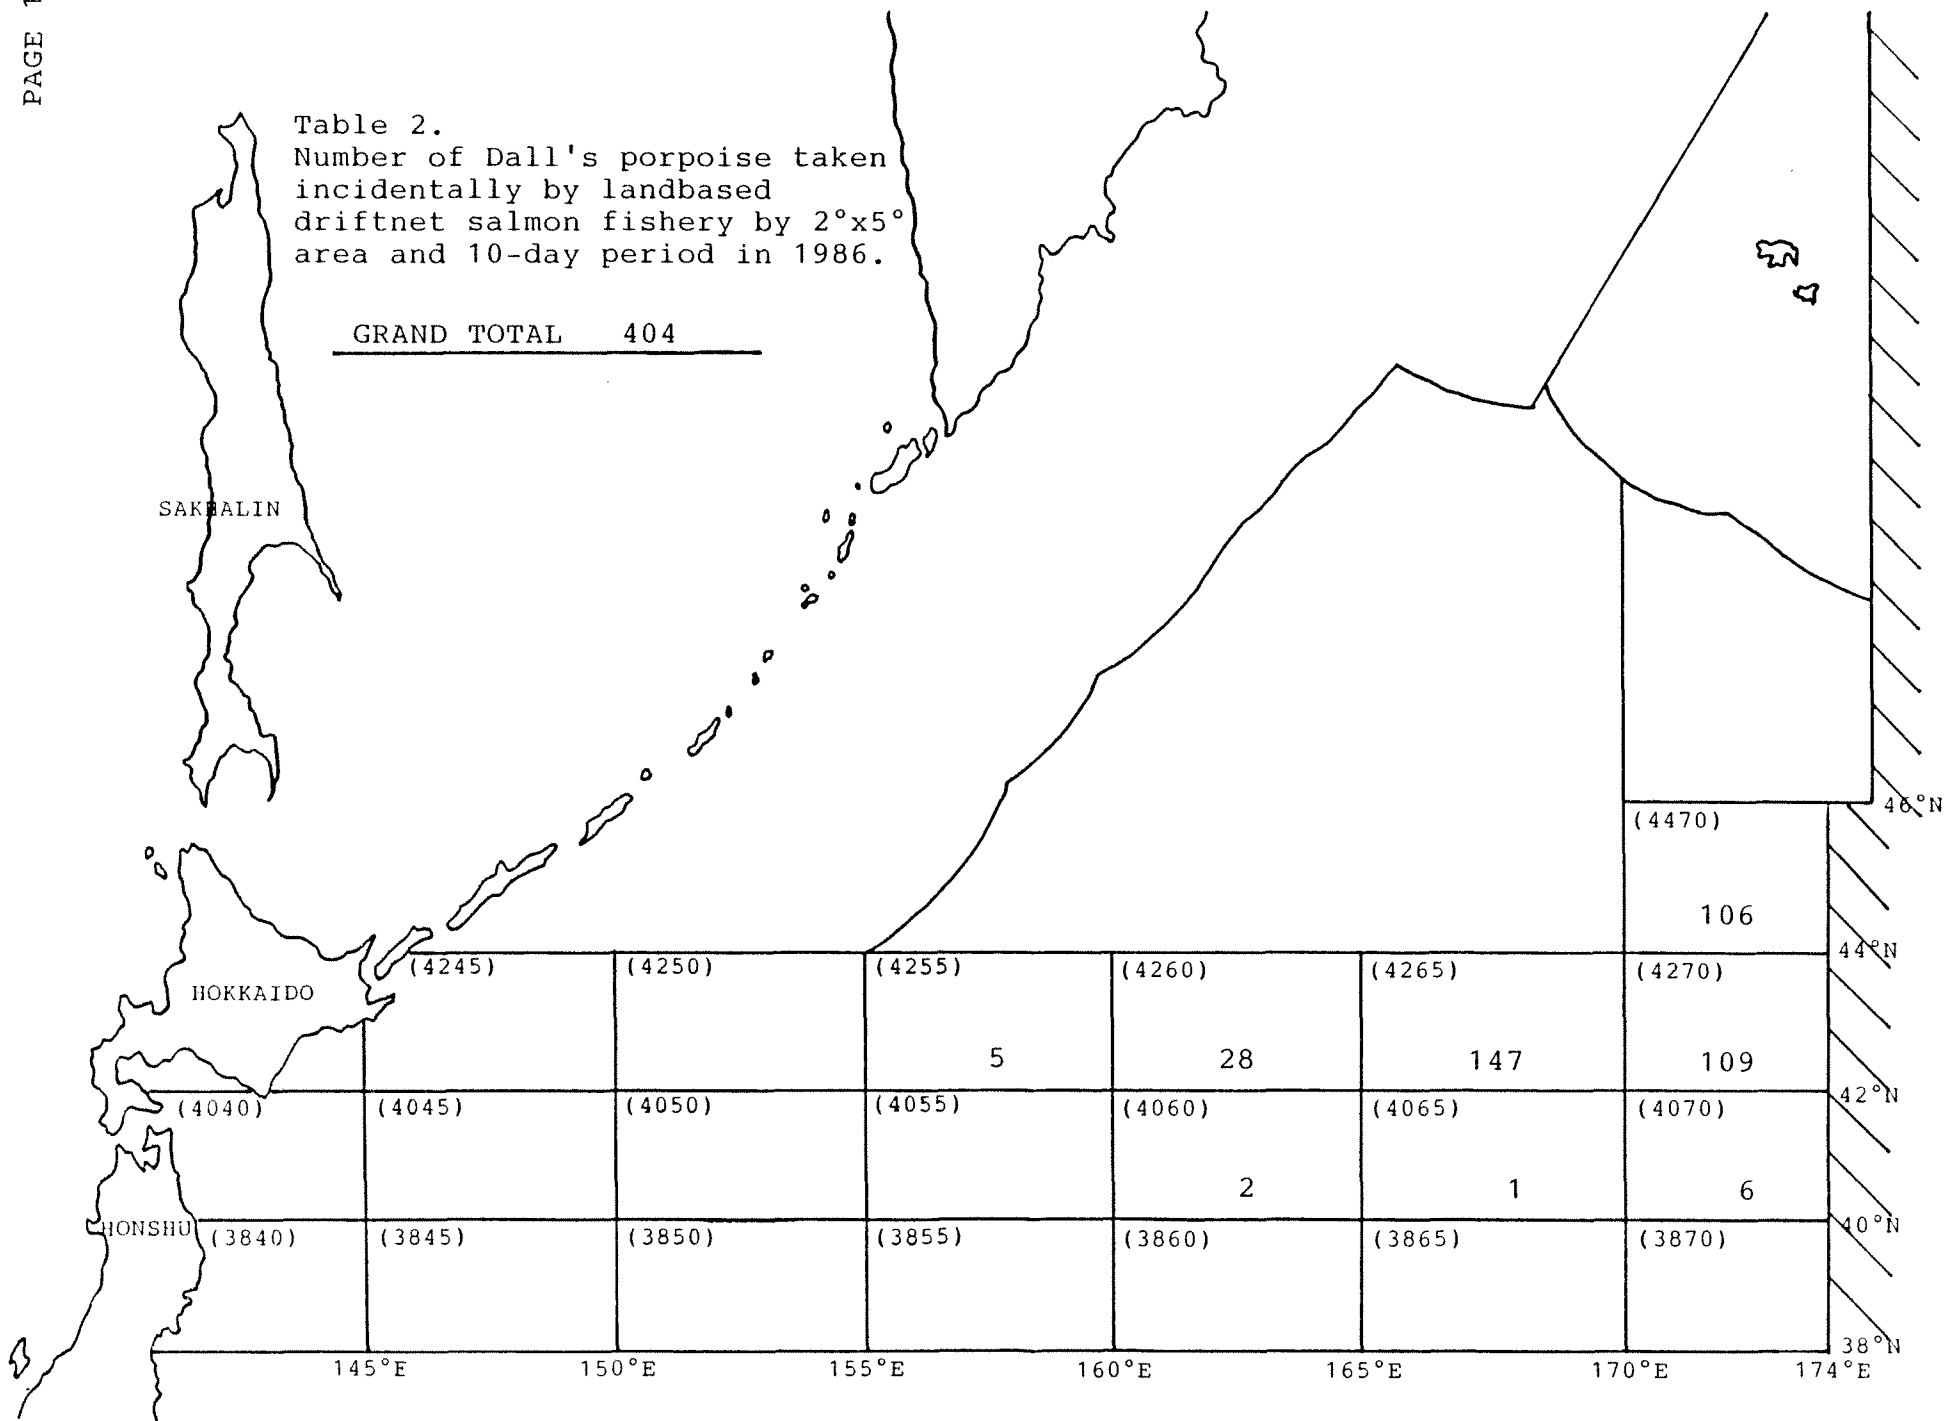 PAGE 1
Table 2.
Number of Dall's porpoise taken
incidentally by landbased
driftnet salmon fishery by 2°x5°
area and 10-day period in 1986.
GRAND TOTAL 404
SAKHALIN
46°N
(4470)
106
44°N
(4245) (4250) (4255) (4260) (4265) (4270)
HOKKAIDO
5 28 147 109
42°N
(4040) (4045) (4050) (4055) (4060) (4065) (4070)
2 1 6
40°N
HONSHU (3840) (3845) (3850) (3855) (3860) (3865) (3870)
38°N
145°E 150°E 155°E 160°E 165°E 170°E 174°E